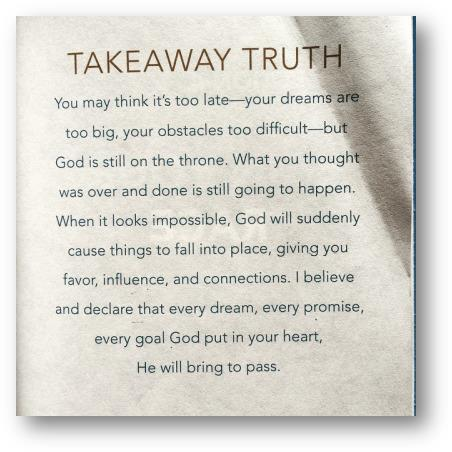 TAKEAWAY TRUTH
You may think it's too late—your dreams are
too big, your obstacles too difficult—but
God is still on the throne. What you thought
was over and done is still going to happen.
When it looks impossible, God will suddenly
cause things to fall into place, giving you
favor, influence, and connections. I believe
and declare that every dream, every promise,
every goal God put in your heart,
He will bring to pass.